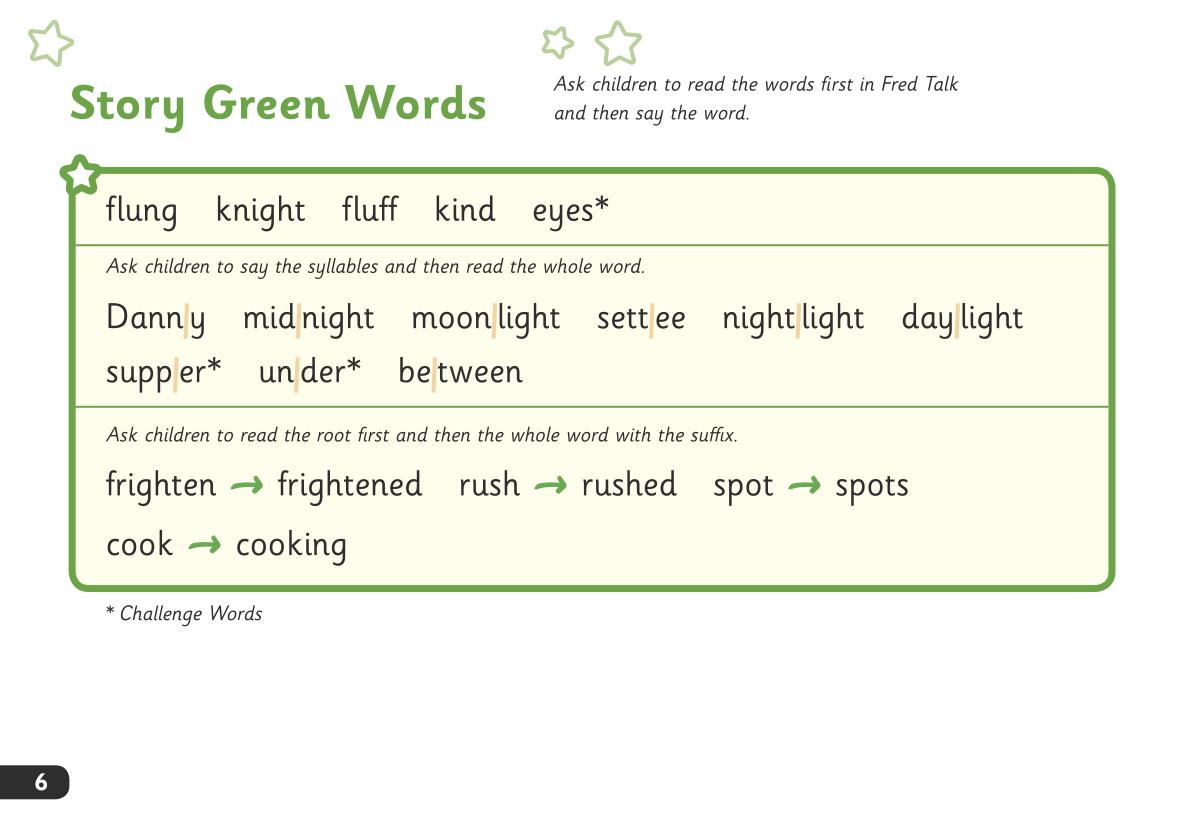 Story Green Words
Ask children to read the words first in Fred Talk
and then say the word.
flung knight fluff kind eyes*
Ask children to say the syllables and then read the whole word.
Dann|y mid|night moon|light sett|ee night|light day|light
supp|er* un|der* be|tween
Ask children to read the root first and then the whole word with the suffix.
frighten → frightened rush → rushed spot → spots
cook → cooking
* Challenge Words
6